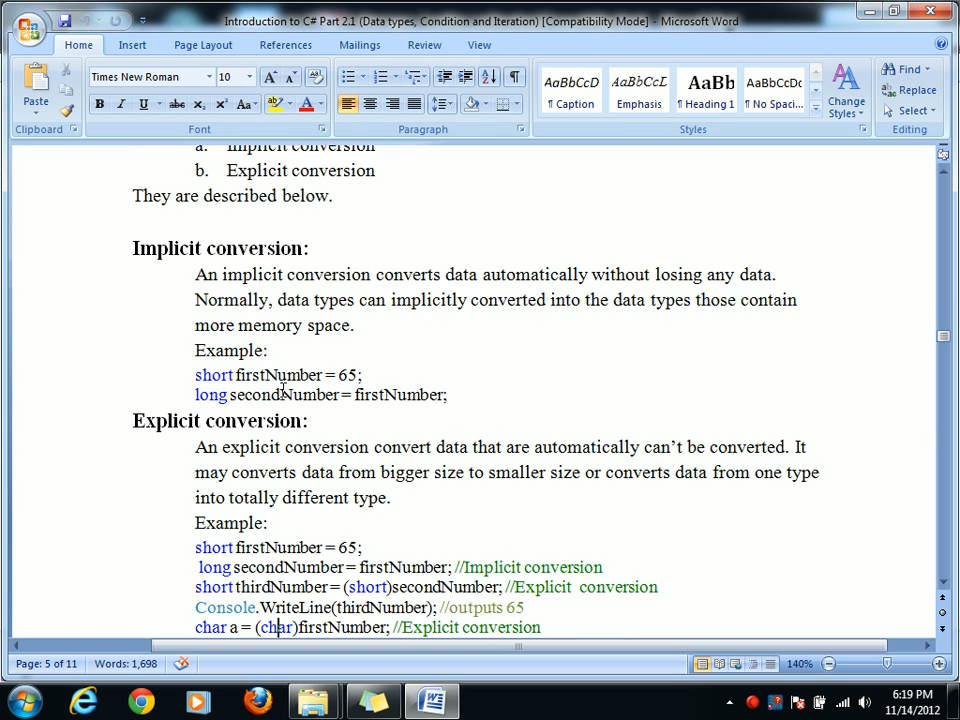 Introduction to C# Part 2.1 (Data types, Condition and Iteration) [Compatibility Mode] - Microsoft Word
Home Insert Page Layout References Mailings Review View
Paste
Clipboard
Times New Roman 10
Font
Paragraph
AaBbCcD AaBbCcL AaBb AaBbCcDc
¶ Caption Emphasis ¶ Heading 1 ¶ No Spaci...
Change Styles
Styles
Find
Replace
Select
Editing
a. Implicit conversion
b. Explicit conversion
They are described below.
Implicit conversion:
An implicit conversion converts data automatically without losing any data.
Normally, data types can implicitly converted into the data types those contain
more memory space.
Example:
short firstNumber = 65;
long secondNumber = firstNumber;
Explicit conversion:
An explicit conversion convert data that are automatically can't be converted. It
may converts data from bigger size to smaller size or converts data from one type
into totally different type.
Example:
short firstNumber = 65;
long secondNumber = firstNumber; //Implicit conversion
short thirdNumber = (short)secondNumber; //Explicit conversion
Console.WriteLine(thirdNumber); //outputs 65
char a = (char)firstNumber; //Explicit conversion
Page: 5 of 11 Words: 1,698 140%
6:19 PM
11/14/2012